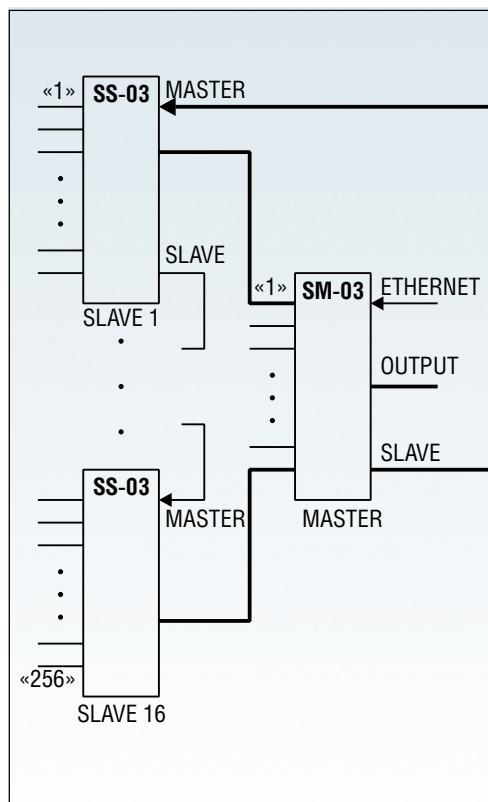 «1»
SS-03
MASTER
SLAVE
SLAVE 1
«1»
SM-03
ETHERNET
OUTPUT
SLAVE
MASTER
SS-03
MASTER
«256»
SLAVE 16